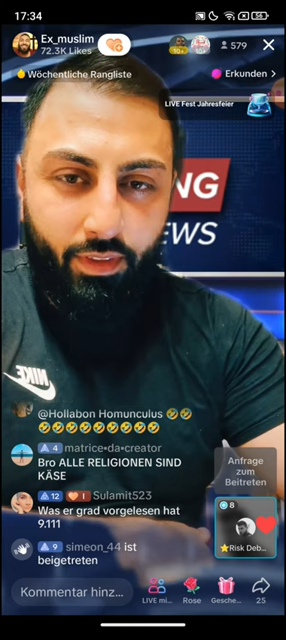 17:34
56
Ex_muslim
72.3K Likes
10+
579
Wöchentliche Rangliste
Erkunden >
LIVE Fest Jahresfeier
NG
EWS
NIKE
@Hollabon Homunculus 🤣🤣
🤣🤣🤣🤣🤣🤣🤣🤣🤣🤣
4 matrice•da•creator
Bro ALLE RELIGIONEN SIND
KÄSE
12 1 Sulamit523
Was er grad vorgelesen hat
9.111
9 simeon_44 ist
beigetreten
Anfrage
zum
Beitreten
8
Risk Deb...
Kommentar hinz...
LIVE mi...
Rose
Gesche...
25